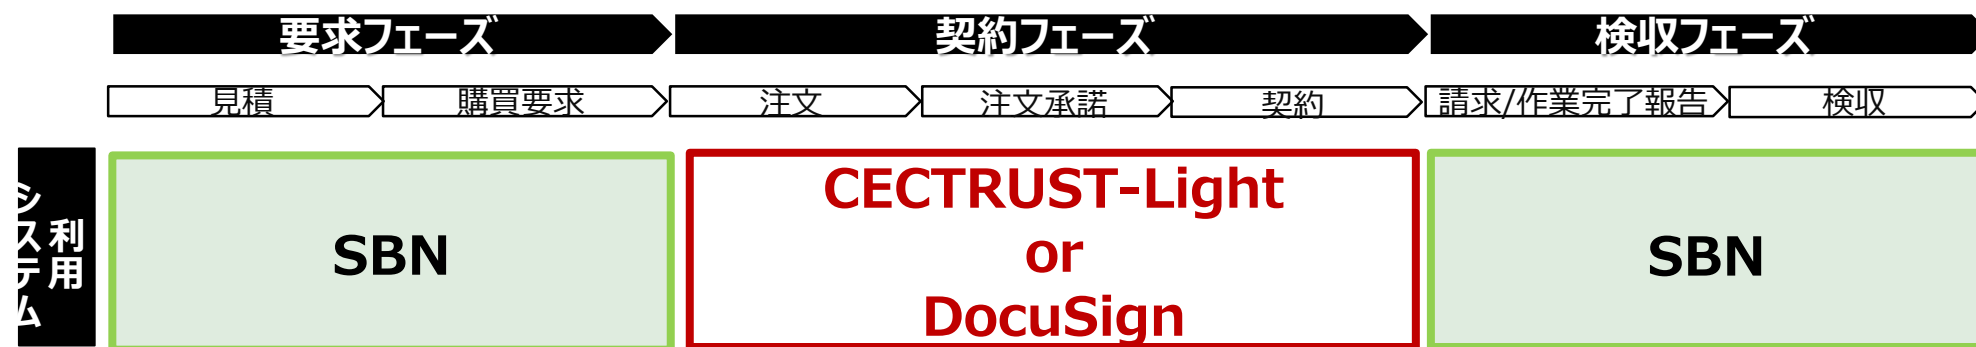 要求フェーズ
契約フェーズ
検収フェーズ
見積
購買要求
注文
注文承諾
契約
請求/作業完了報告
検収
利用
システム
SBN
CECTRUST-Light
or
DocuSign
SBN